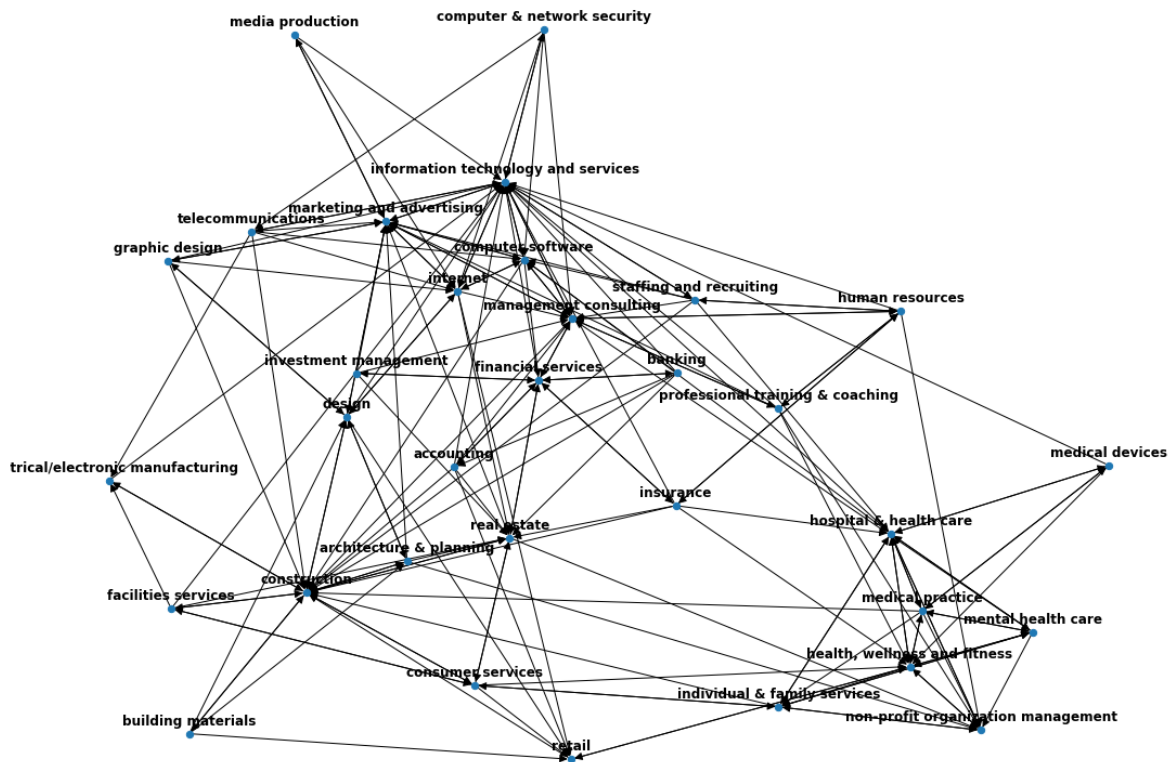 computer & network security
media production
information technology and services
marketing and advertising
telecommunications
graphic design
computer software
internet
staffing and recruiting
human resources
management consulting
investment management
financial services
banking
professional training & coaching
design
accounting
trical/electronic manufacturing
medical devices
insurance
hospital & health care
real estate
architecture & planning
construction
facilities services
medical practice
mental health care
health, wellness and fitness
consumer services
individual & family services
non-profit organization management
building materials
retail